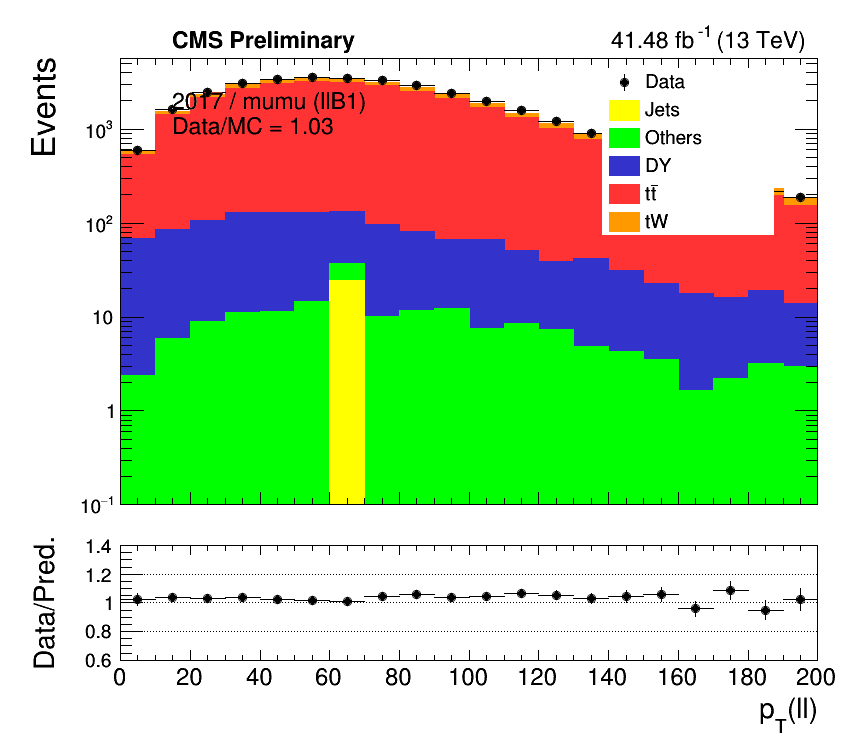 CMS Preliminary
41.48 fb⁻¹ (13 TeV)
Events
2017 / mumu (llB1)
Data/MC = 1.03
Data
Jets
Others
DY
tt̄
tW
10³
10²
10
1
10⁻¹
Data/Pred.
1.4
1.2
1
0.8
0.6
0 20 40 60 80 100 120 140 160 180 200
p_T(ll)